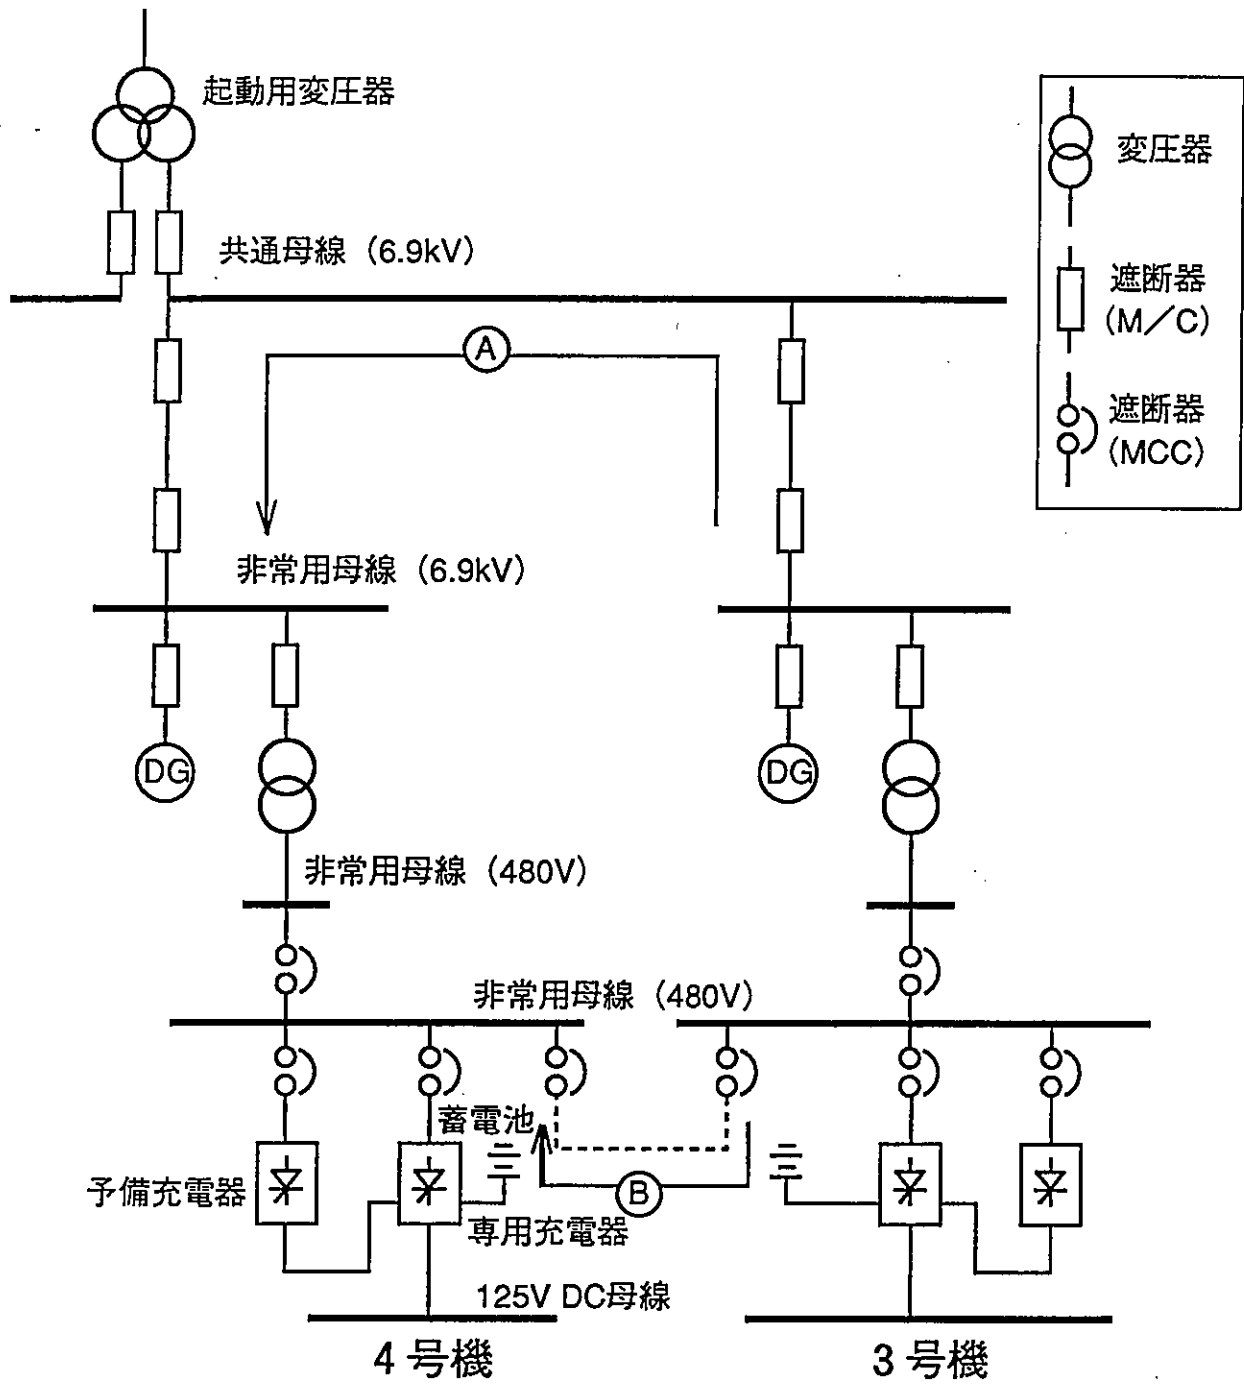 起動用変圧器
変圧器
共通母線（6.9kV）
遮断器
(M／C)
A
遮断器
(MCC)
非常用母線（6.9kV）
DG
DG
非常用母線（480V）
非常用母線（480V）
蓄電池
予備充電器
B
専用充電器
125V DC母線
4号機
3号機